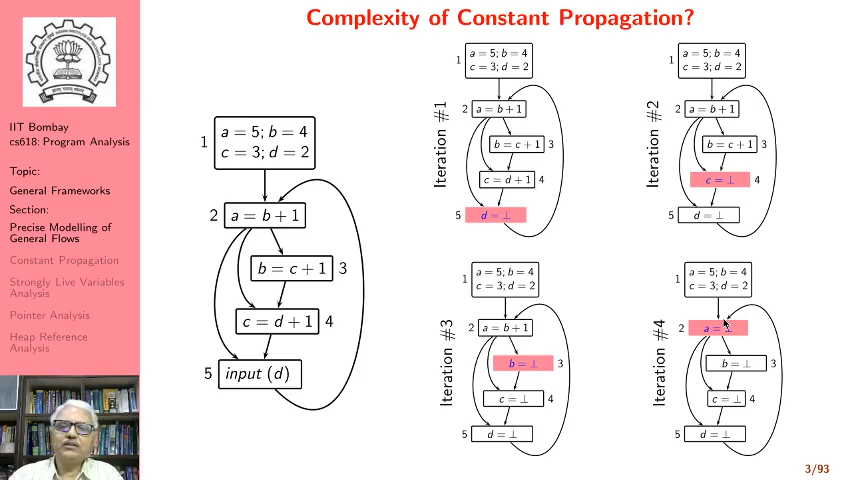 Complexity of Constant Propagation?
IIT Bombay
cs618: Program Analysis
Topic:
General Frameworks
Section:
Precise Modelling of
General Flows
Constant Propagation
Strongly Live Variables
Analysis
Pointer Analysis
Heap Reference
Analysis
1
a = 5; b = 4
c = 3; d = 2
2 a = b + 1
b = c + 1 3
c = d + 1 4
5 input (d)
Iteration #1
1
a = 5; b = 4
c = 3; d = 2
2 a = b + 1
b = c + 1 3
c = d + 1 4
5 d = ⊥
Iteration #2
1
a = 5; b = 4
c = 3; d = 2
2 a = b + 1
b = c + 1 3
c = ⊥ 4
5 d = ⊥
Iteration #3
1
a = 5; b = 4
c = 3; d = 2
2 a = b + 1
b = ⊥ 3
c = ⊥ 4
5 d = ⊥
Iteration #4
1
a = 5; b = 4
c = 3; d = 2
2 a = ⊥
b = ⊥ 3
c = ⊥ 4
5 d = ⊥
3/93